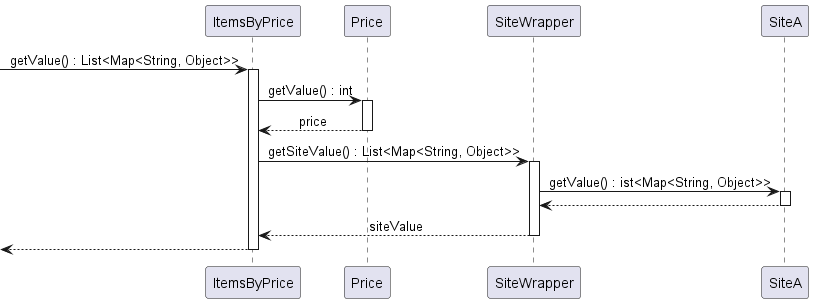 ItemsByPrice Price SiteWrapper SiteA
getValue() : List<Map<String, Object>>
getValue() : int
price
getSiteValue() : List<Map<String, Object>>
getValue() : ist<Map<String, Object>>
siteValue
ItemsByPrice Price SiteWrapper SiteA